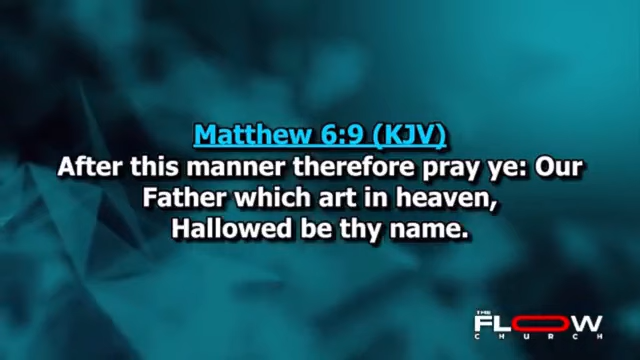 Matthew 6:9 (KJV)
After this manner therefore pray ye: Our
Father which art in heaven,
Hallowed be thy name.
THE
FLOW
CHURCH